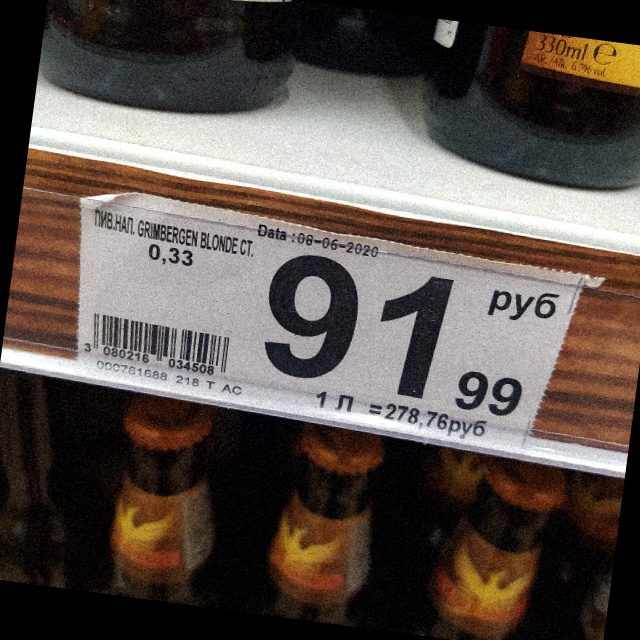 330ml ℮
ПИВ.НАП. GRIMBERGEN BLONDE СТ.
0,33
Data :08-06-2020
91 99
руб
3 080216 034508
000761688 218 Т АС
1 Л =278,76руб